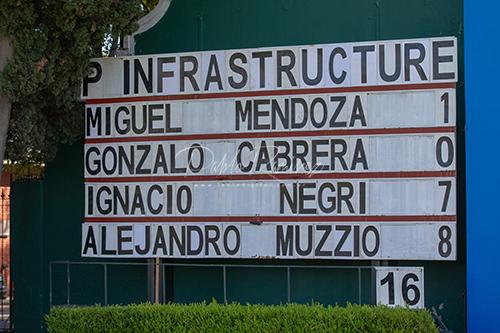 P INFRASTRUCTURE
MIGUEL MENDOZA 1
GONZALO CABRERA 0
IGNACIO NEGRI 7
ALEJANDRO MUZZIO 8
16